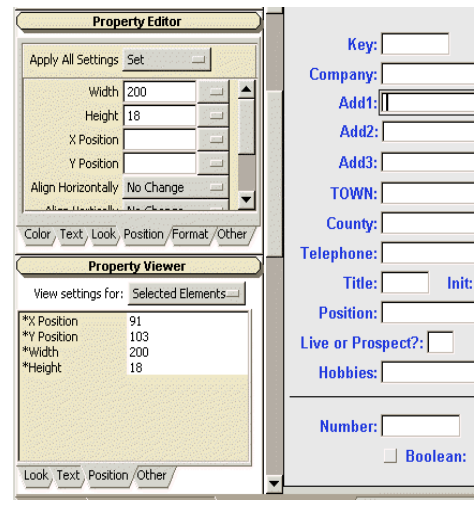 Property Editor
Apply All Settings Set
Width 200
Height 18
X Position
Y Position
Align Horizontally No Change
Color Text Look Position Format Other
Property Viewer
View settings for: Selected Elements
*X Position 91
*Y Position 103
*Width 200
*Height 18
Look Text Position Other
Key:
Company:
Add1:
Add2:
Add3:
TOWN:
County:
Telephone:
Title: Init:
Position:
Live or Prospect?:
Hobbies:
Number:
Boolean: